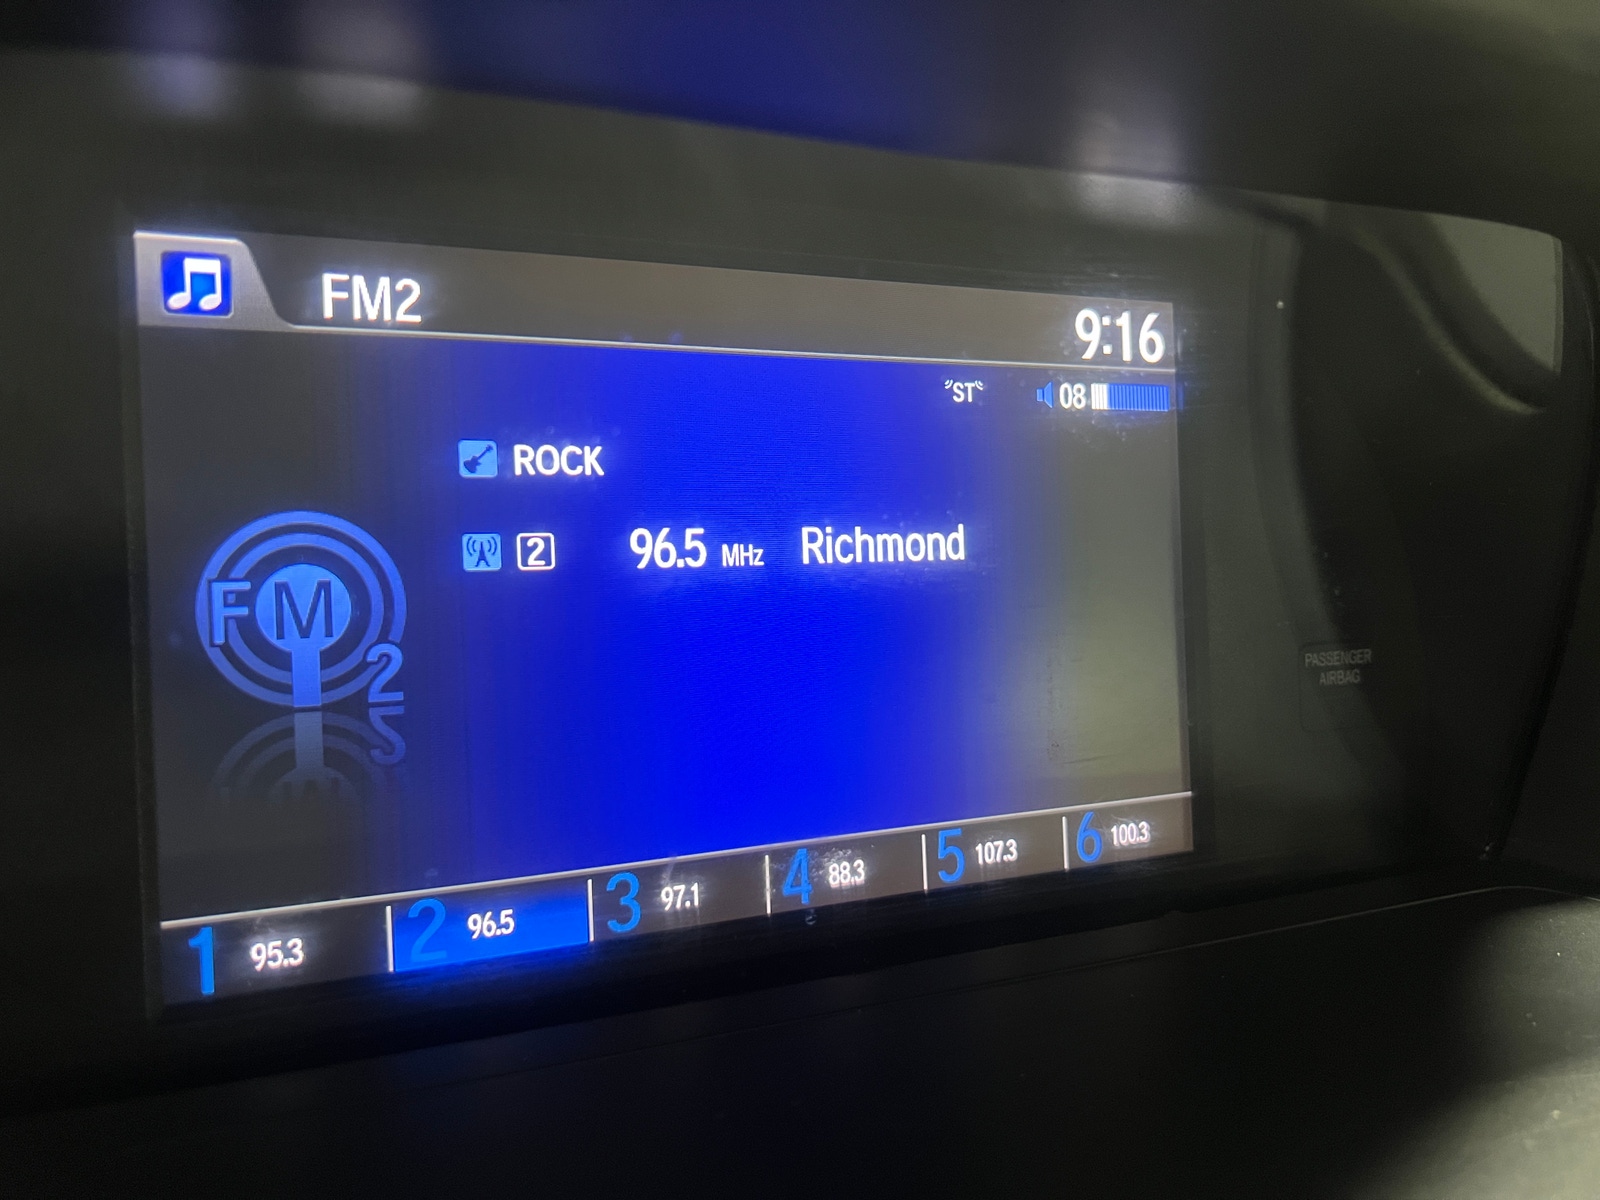 FM2
9:16
ST
08
ROCK
2 96.5 MHz Richmond
FM
2
1 95.3
2 96.5
3 97.1
4 88.3
5 107.3
6 100.3
PASSENGER
AIRBAG